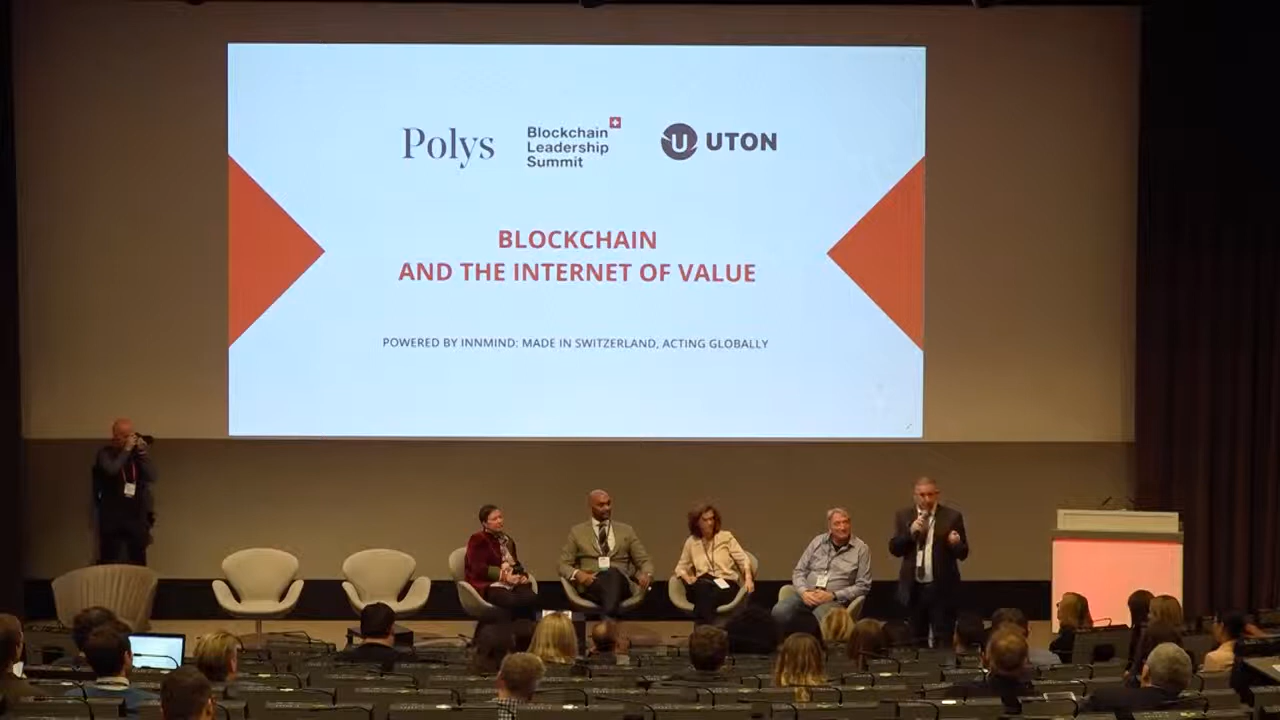 Polys
Blockchain
Leadership
Summit
U UTON
BLOCKCHAIN
AND THE INTERNET OF VALUE
POWERED BY INNMIND: MADE IN SWITZERLAND, ACTING GLOBALLY